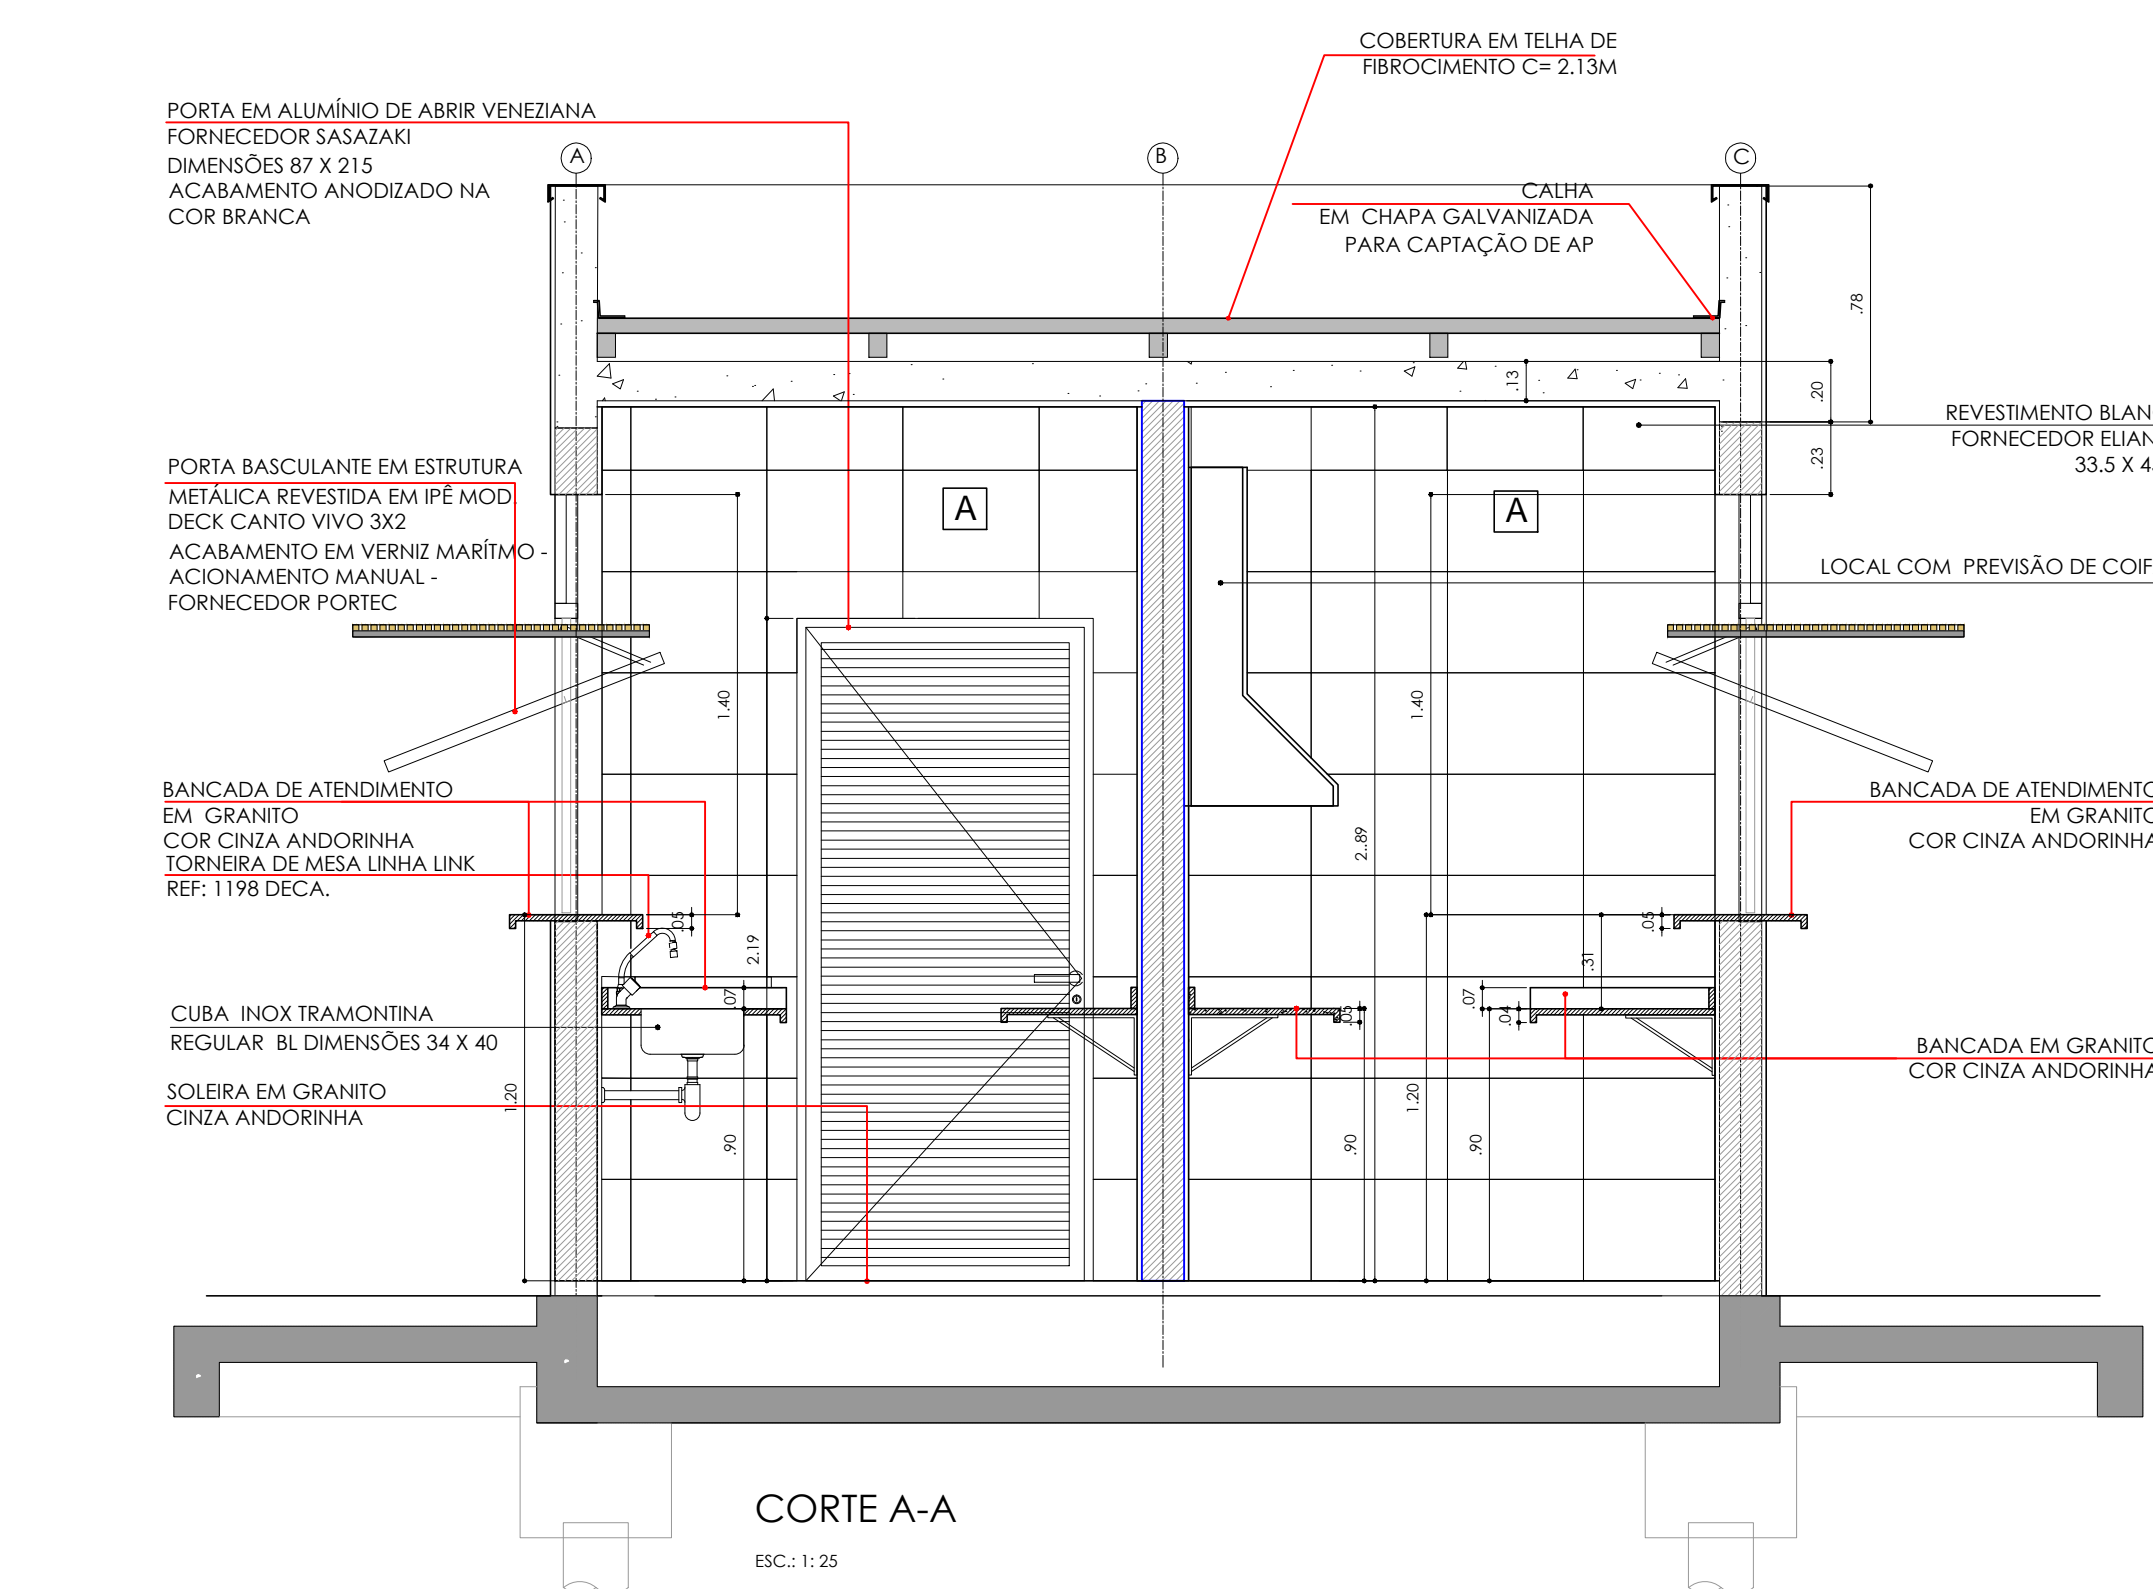 COBERTURA EM TELHA DE
FIBROCIMENTO C= 2.13M
PORTA EM ALUMÍNIO DE ABRIR VENEZIANA
FORNECEDOR SASAZAKI
DIMENSÕES 87 X 215
ACABAMENTO ANODIZADO NA
COR BRANCA
A
B
C
CALHA
EM CHAPA GALVANIZADA
PARA CAPTAÇÃO DE AP
.78
.13
.20
.23
REVESTIMENTO BLAN
FORNECEDOR ELIAN
33.5 X 4
PORTA BASCULANTE EM ESTRUTURA
METÁLICA REVESTIDA EM IPÊ MOD.
DECK CANTO VIVO 3X2
ACABAMENTO EM VERNIZ MARÍTMO -
ACIONAMENTO MANUAL -
FORNECEDOR PORTEC
A
A
LOCAL COM PREVISÃO DE COIF
1.40
1.40
BANCADA DE ATENDIMENTO
EM GRANITO
COR CINZA ANDORINHA
TORNEIRA DE MESA LINHA LINK
REF: 1198 DECA.
2..89
BANCADA DE ATENDIMENTO
EM GRANITO
COR CINZA ANDORINHA
.05
.05
2.19
.31
.07
.05
.07
.04
CUBA INOX TRAMONTINA
REGULAR BL DIMENSÕES 34 X 40
BANCADA EM GRANITO
COR CINZA ANDORINHA
SOLEIRA EM GRANITO
CINZA ANDORINHA
1.20
1.20
.90
.90
.90
CORTE A-A
ESC.: 1: 25